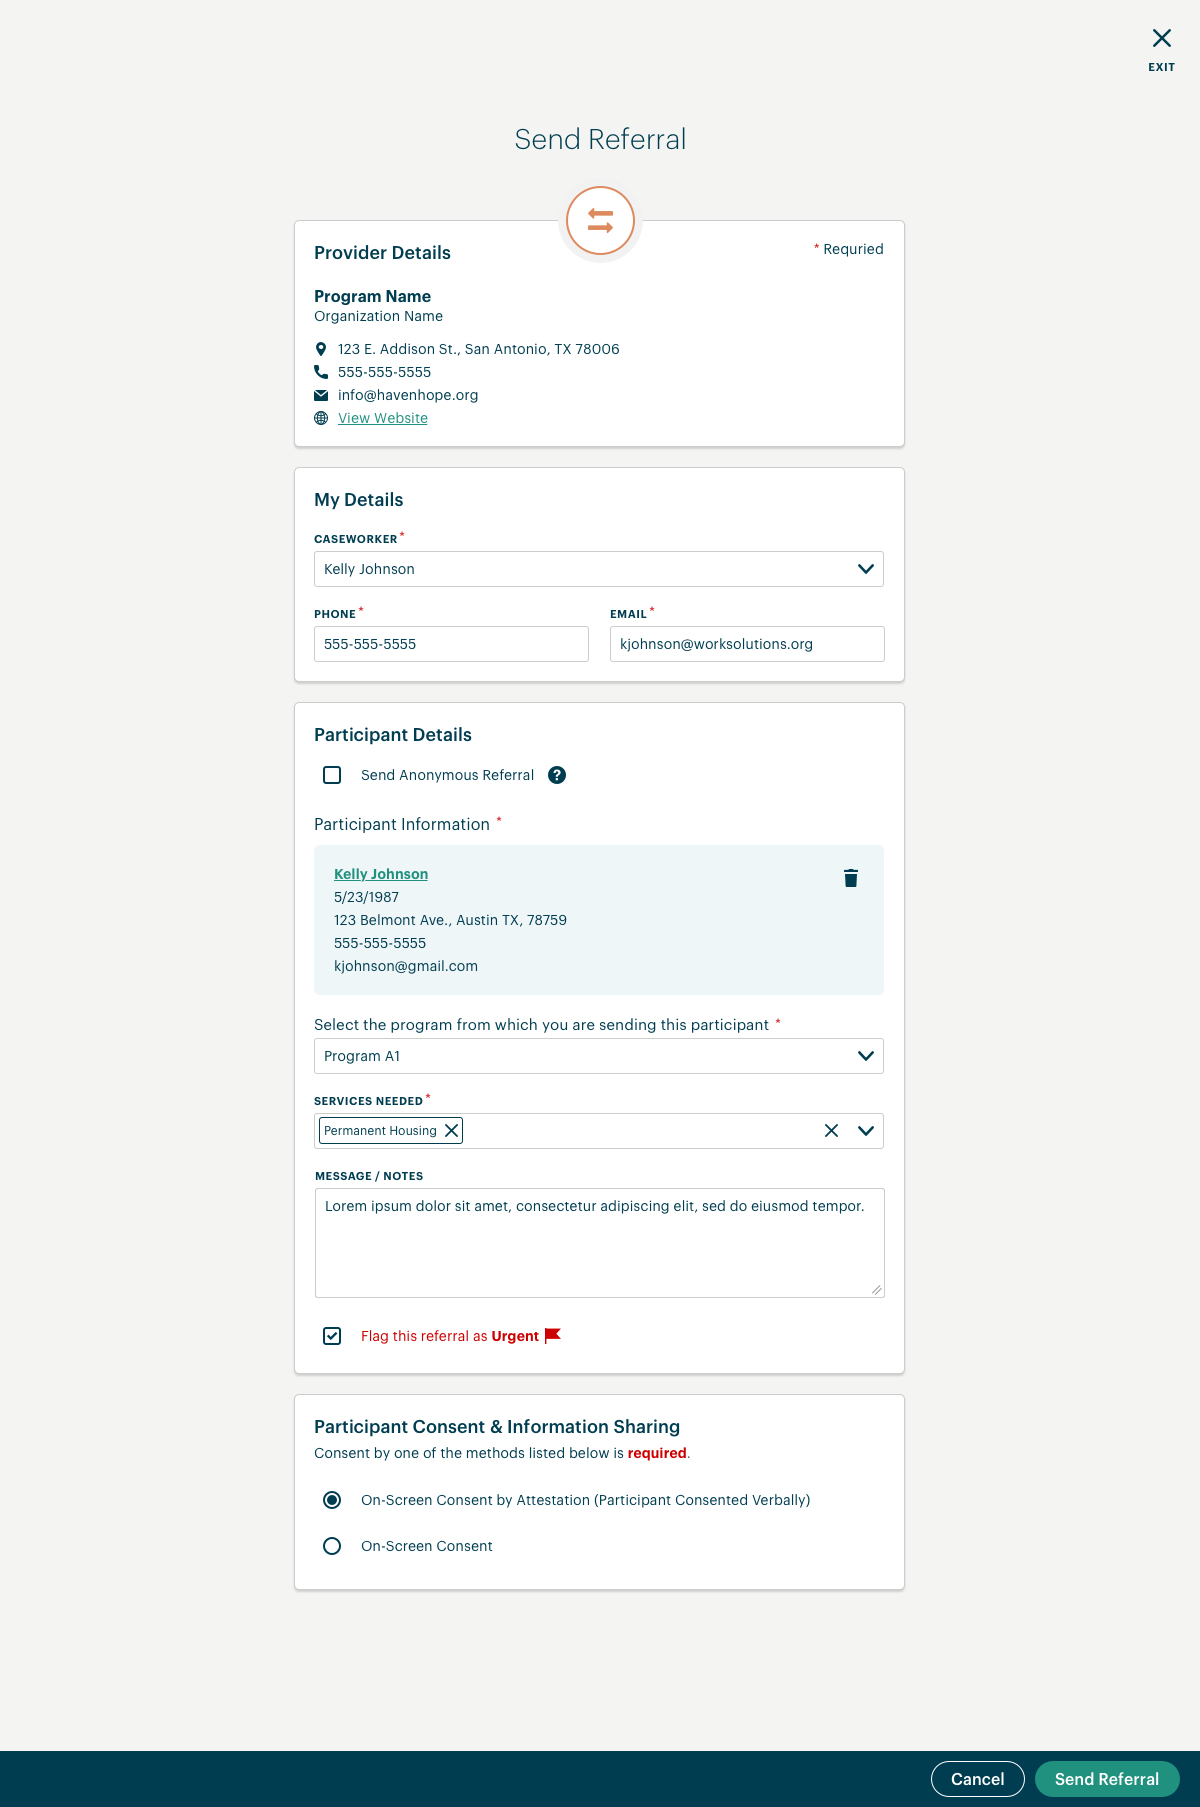 EXIT
Send Referral
Provider Details
* Requried
Program Name
Organization Name
123 E. Addison St., San Antonio, TX 78006
555-555-5555
info@havenhope.org
View Website
My Details
CASEWORKER *
Kelly Johnson
PHONE *
EMAIL *
555-555-5555
kjohnson@worksolutions.org
Participant Details
Send Anonymous Referral ?
Participant Information *
Kelly Johnson
5/23/1987
123 Belmont Ave., Austin TX, 78759
555-555-5555
kjohnson@gmail.com
Select the program from which you are sending this participant *
Program A1
SERVICES NEEDED *
Permanent Housing
MESSAGE / NOTES
Lorem ipsum dolor sit amet, consectetur adipiscing elit, sed do eiusmod tempor.
Flag this referral as Urgent
Participant Consent & Information Sharing
Consent by one of the methods listed below is required.
On-Screen Consent by Attestation (Participant Consented Verbally)
On-Screen Consent
Cancel
Send Referral